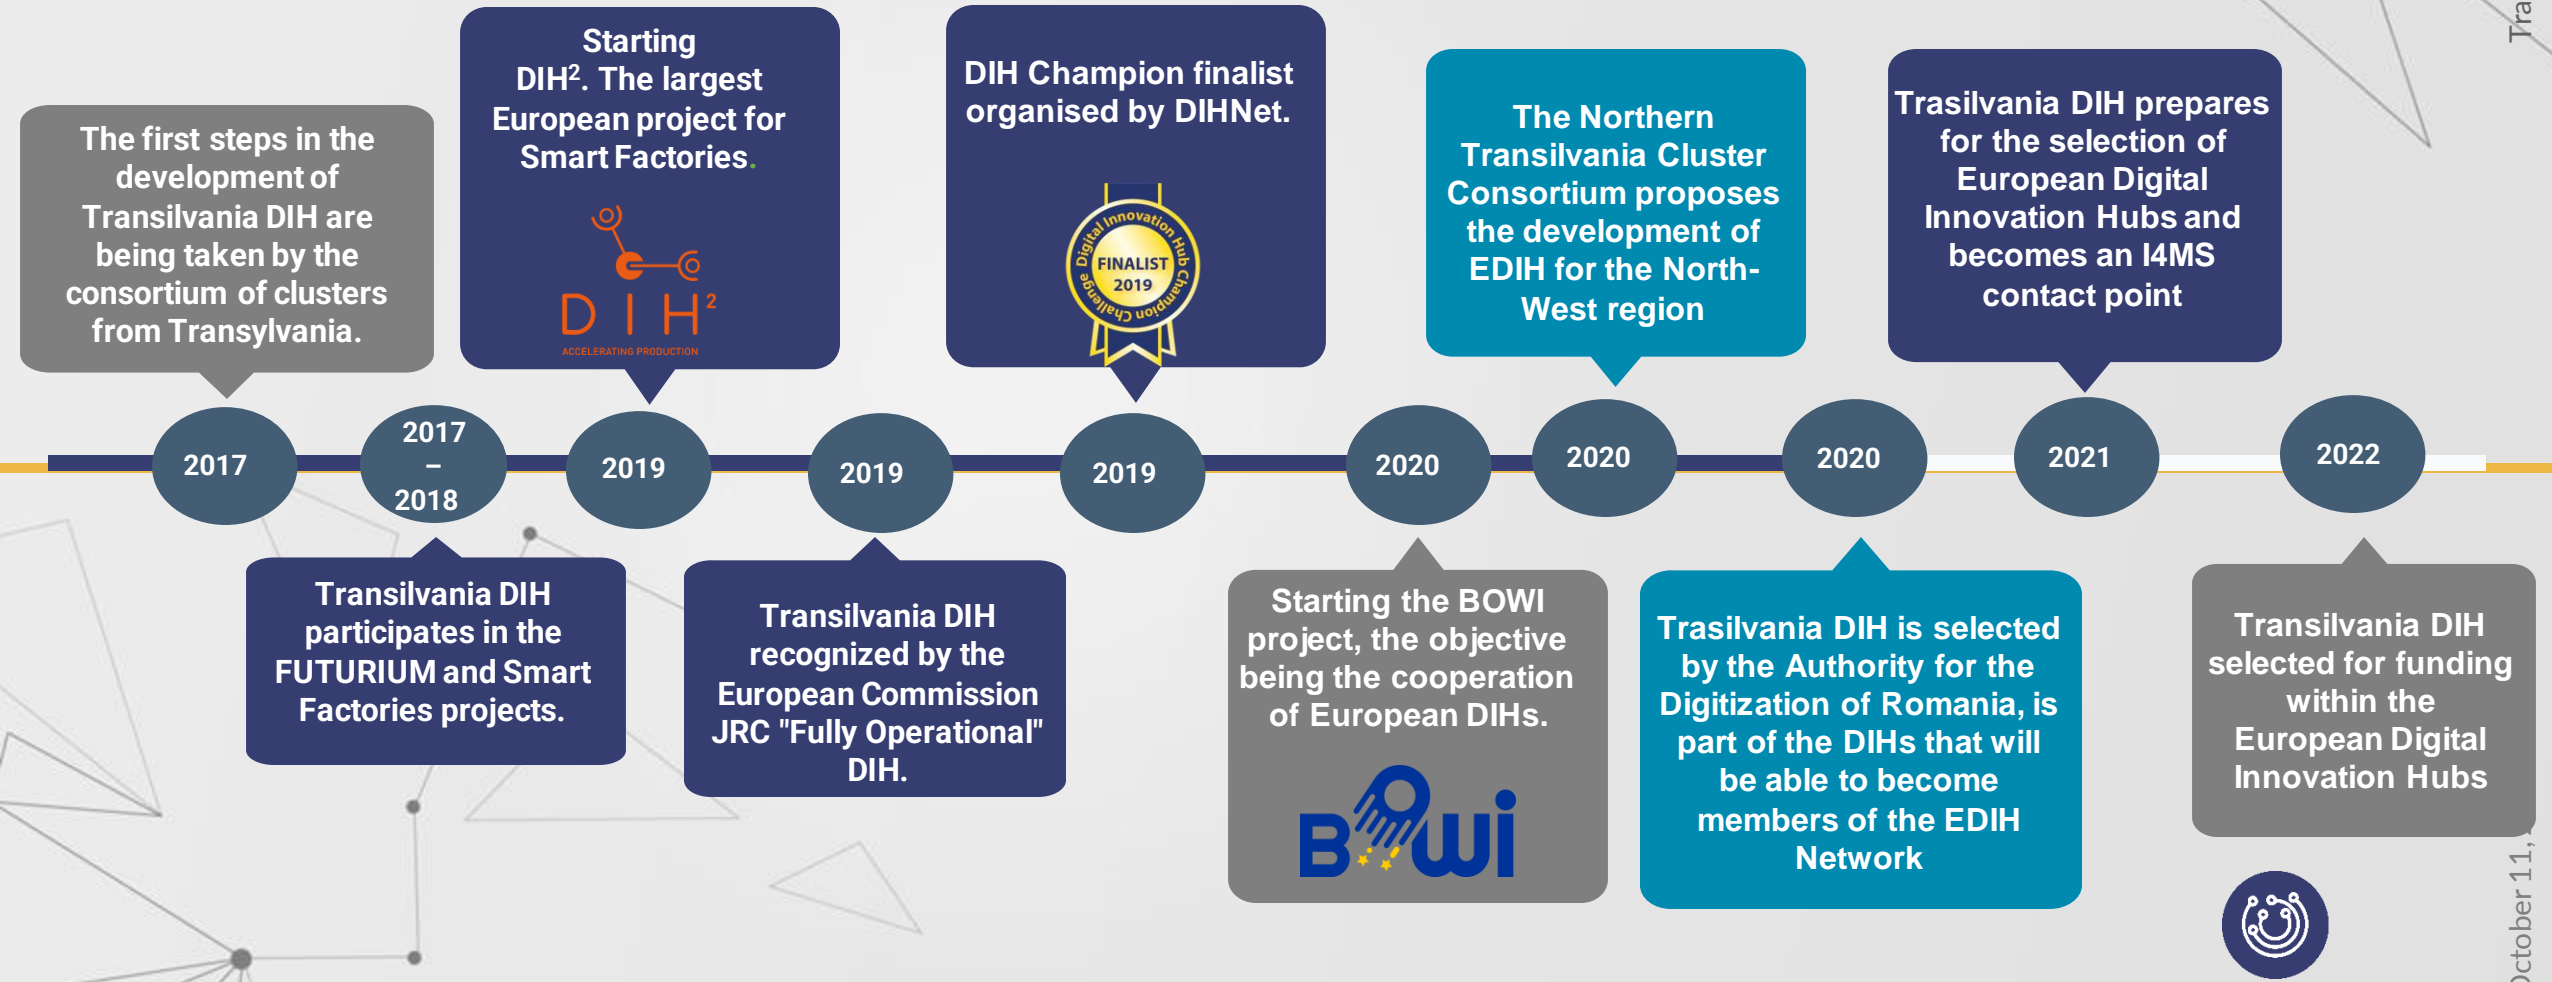 The first steps in the
development of
Transilvania DIH are
being taken by the
consortium of clusters
from Transylvania.
Starting
DIH². The largest
European project for
Smart Factories.
DIH²
ACCELERATING PRODUCTION
DIH Champion finalist
organised by DIHNet.
Digital Innovation Hub Champion Challenge
FINALIST
2019
The Northern
Transilvania Cluster
Consortium proposes
the development of
EDIH for the North-
West region
Trasilvania DIH prepares
for the selection of
European Digital
Innovation Hubs and
becomes an I4MS
contact point
2017
2017
–
2018
2019
2019
2019
2020
2020
2020
2021
2022
Transilvania DIH
participates in the
FUTURIUM and Smart
Factories projects.
Transilvania DIH
recognized by the
European Commission
JRC "Fully Operational"
DIH.
Starting the BOWI
project, the objective
being the cooperation
of European DIHs.
BOWi
Trasilvania DIH is selected
by the Authority for the
Digitization of Romania, is
part of the DIHs that will
be able to become
members of the EDIH
Network
Transilvania DIH
selected for funding
within the
European Digital
Innovation Hubs
Tra
October 11,